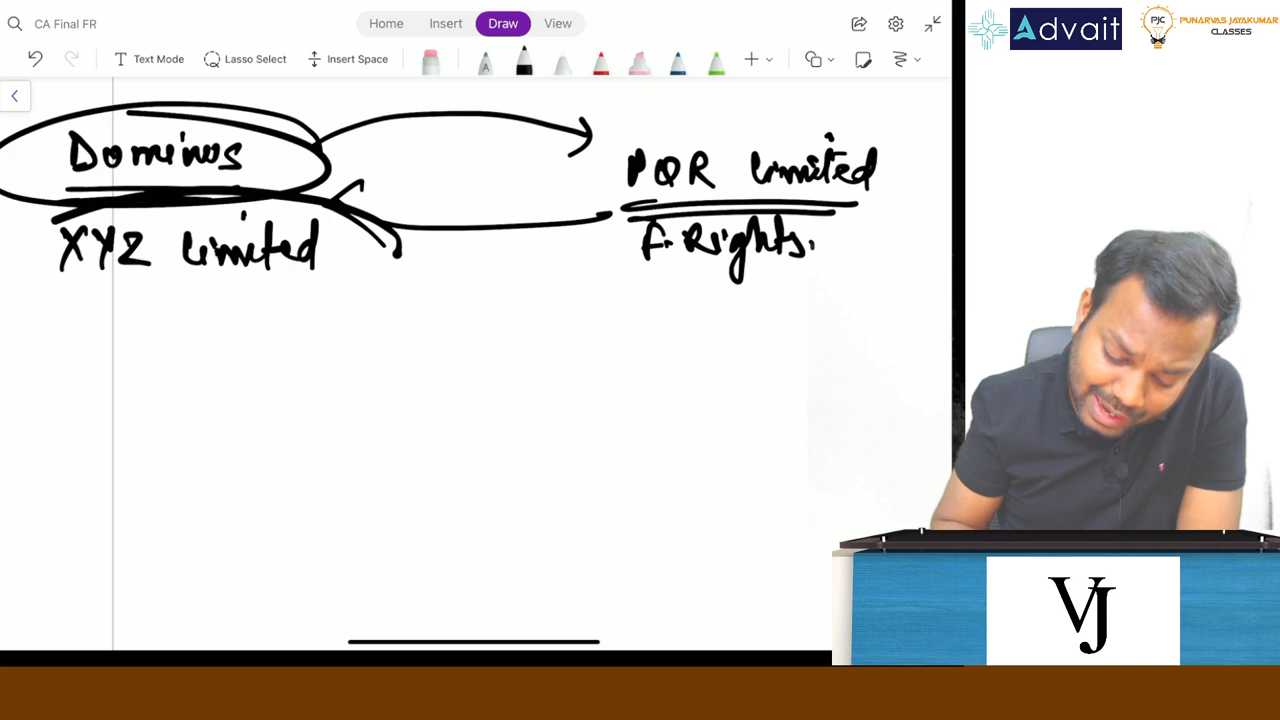 CA Final FR
Home Insert Draw View
Text Mode Lasso Select Insert Space
A
Advait
PJC
PUNARVAS JAYAKUMAR
CLASSES
Dominos
XYZ Limited
PQR Limited
F. Rights.
VJ